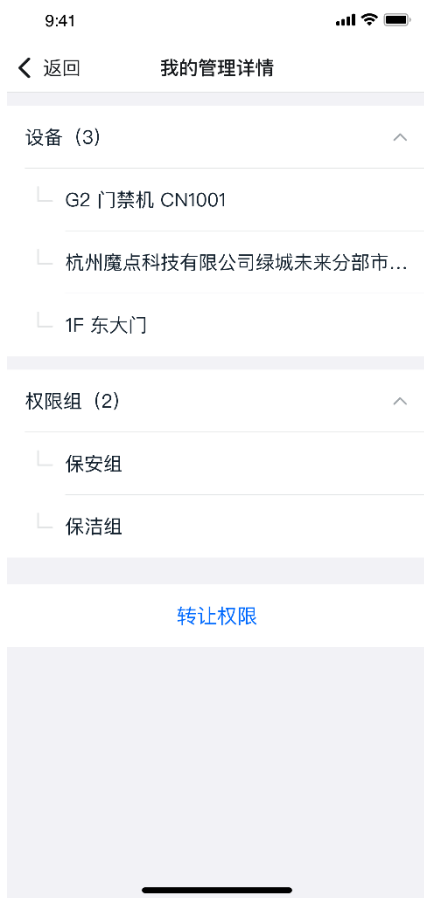 9:41
返回 我的管理详情
设备（3）
G2 门禁机 CN1001
杭州魔点科技有限公司绿城未来分部市...
1F 东大门
权限组（2）
保安组
保洁组
转让权限